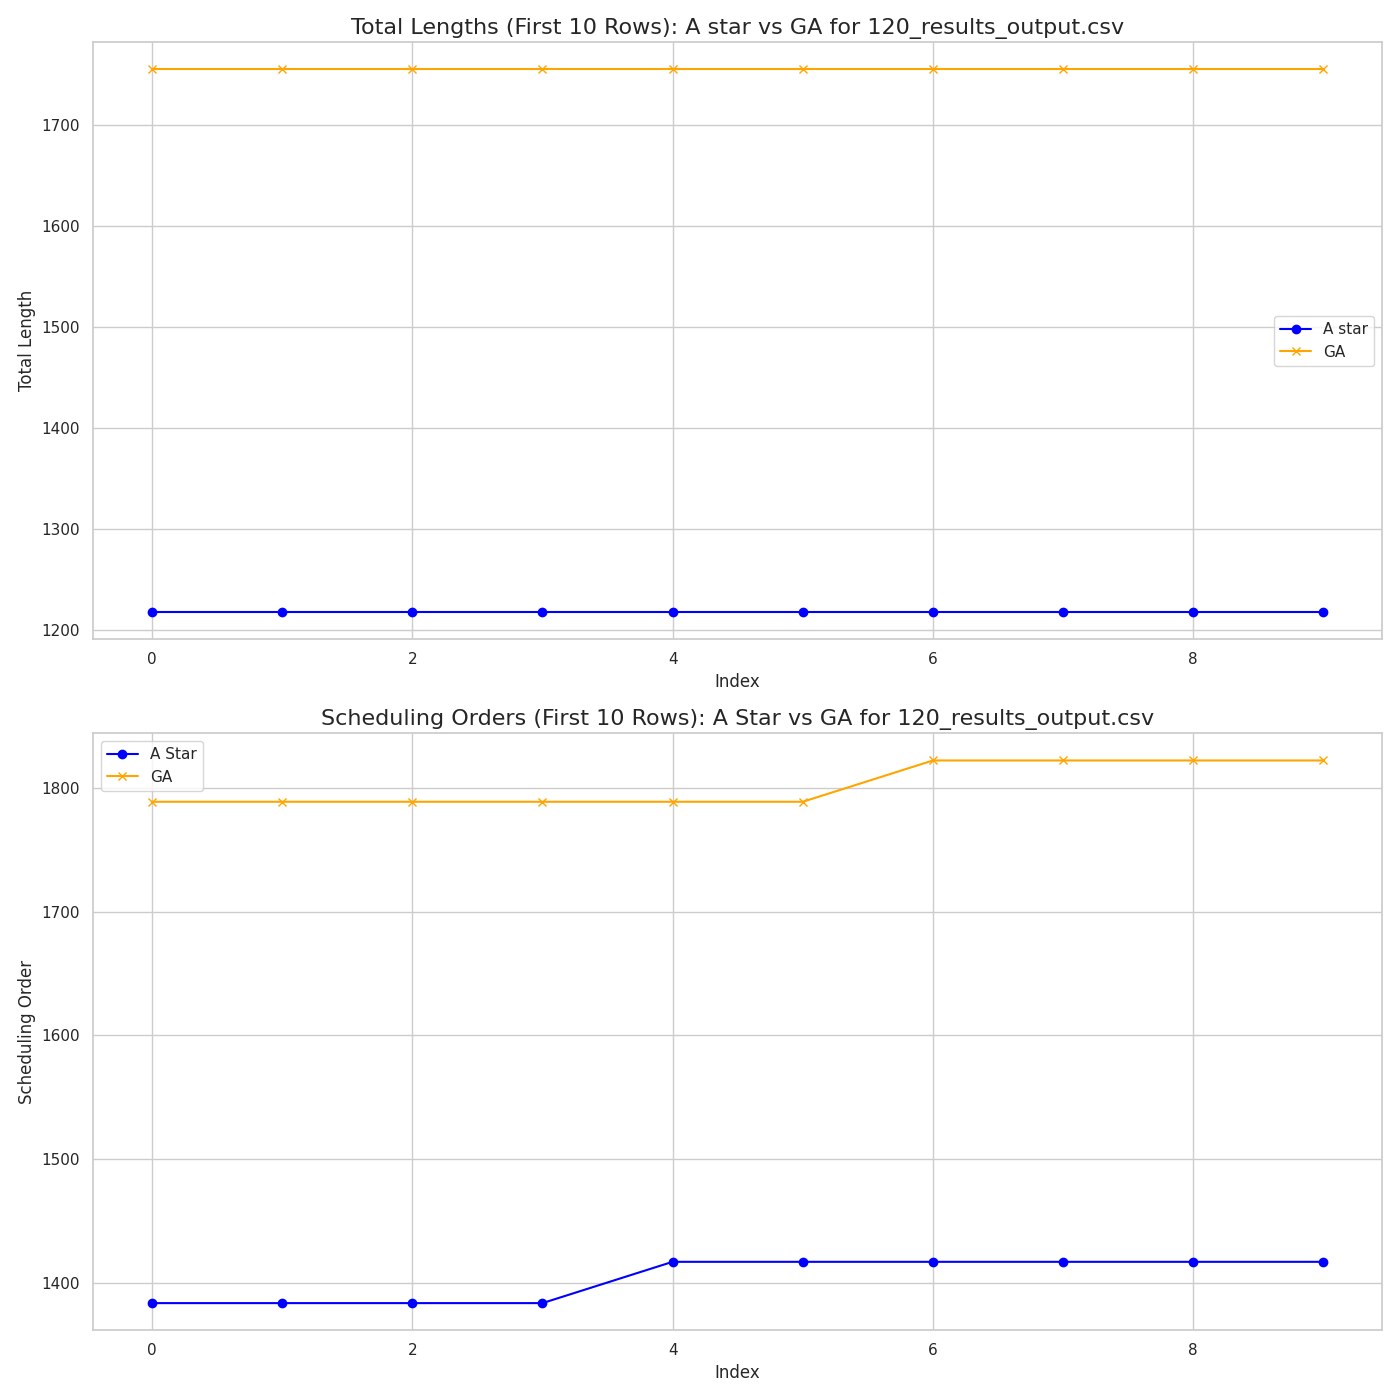 Total Lengths (First 10 Rows): A star vs GA for 120_results_output.csv
1700
1600
1500
1400
1300
1200
Total Length
A star
GA
0 2 4 6 8
Index
Scheduling Orders (First 10 Rows): A Star vs GA for 120_results_output.csv
A Star
GA
1800
1700
1600
1500
1400
Scheduling Order
0 2 4 6 8
Index